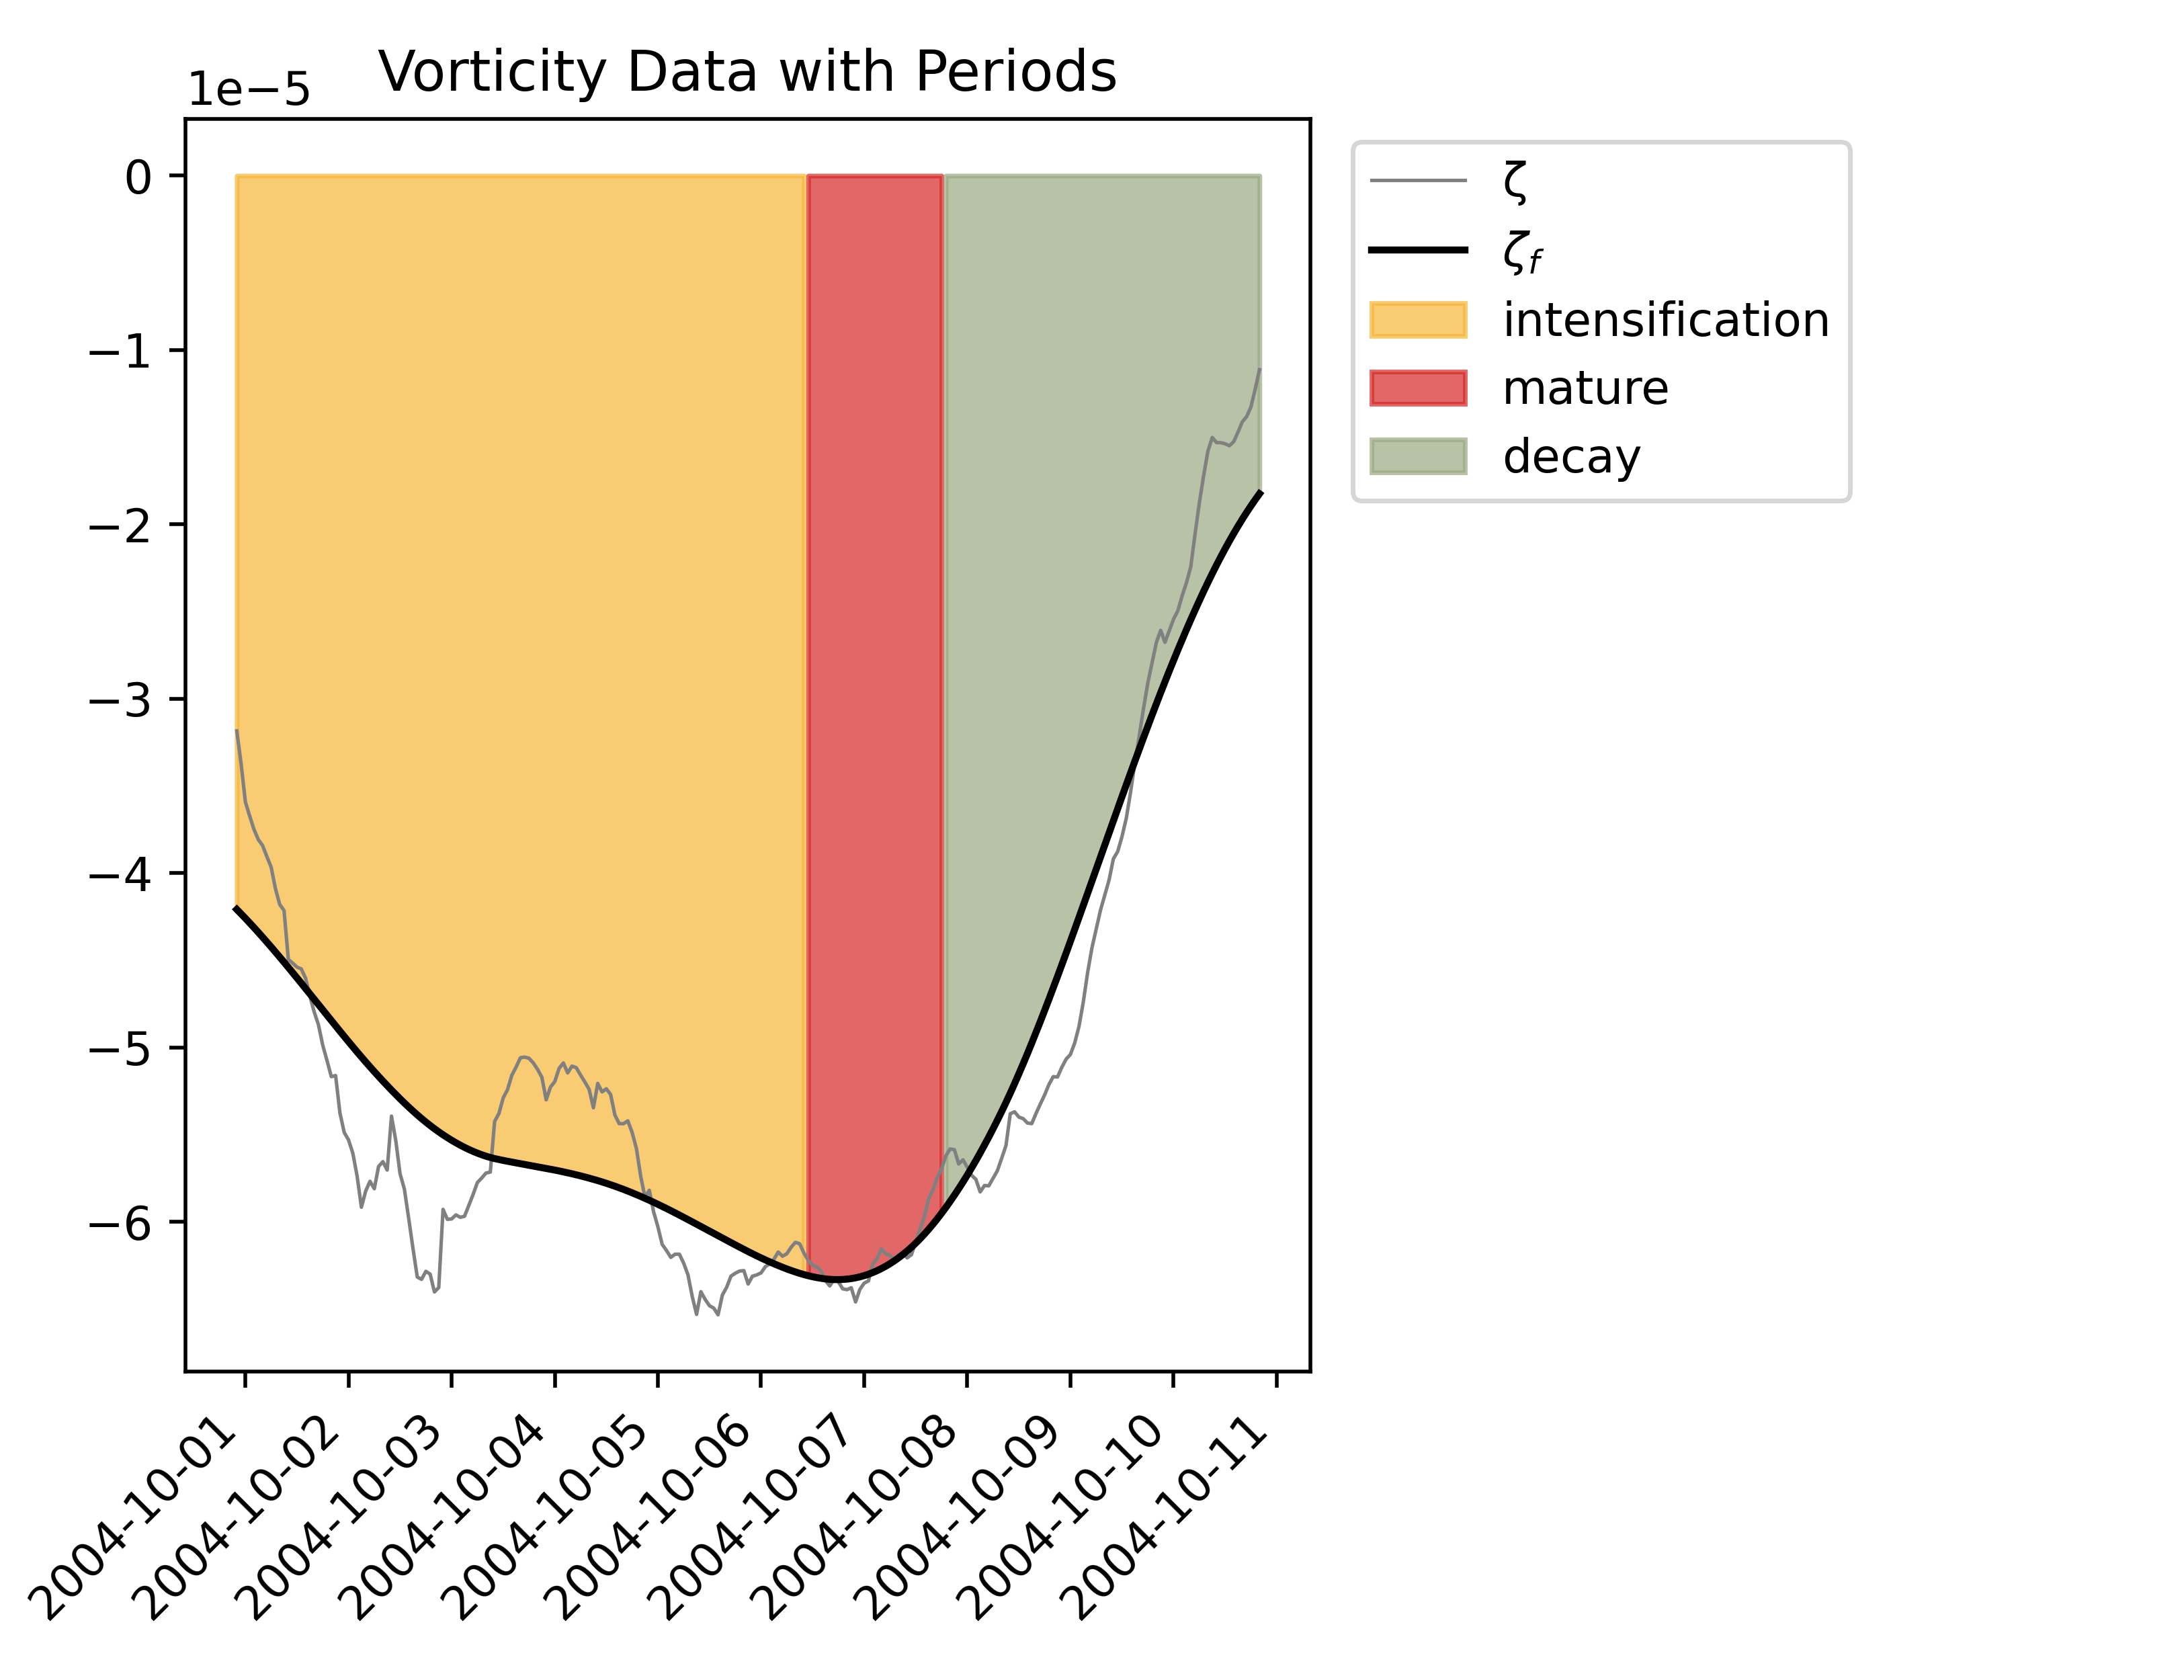 Vorticity Data with Periods
1e−5
0
−1
−2
−3
−4
−5
−6
2004-10-01
2004-10-02
2004-10-03
2004-10-04
2004-10-05
2004-10-06
2004-10-07
2004-10-08
2004-10-09
2004-10-10
2004-10-11
ζ
ζf
intensification
mature
decay